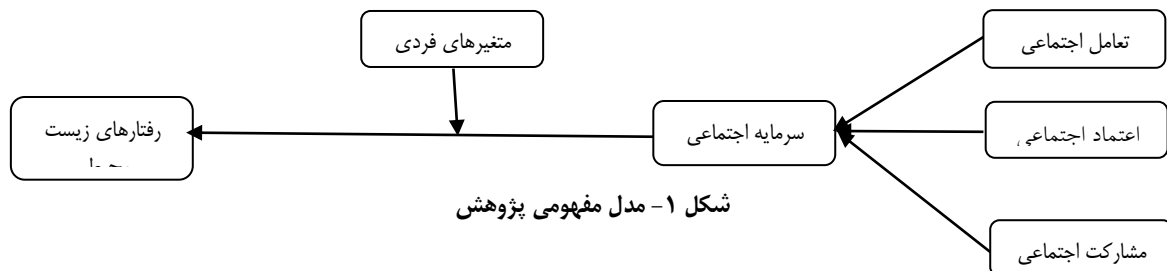 تعامل اجتماعی
متغیرهای فردی
اعتماد اجتماعی
سرمایه اجتماعی
رفتارهای زیست
شکل ۱- مدل مفهومی پژوهش
مشارکت اجتماعی